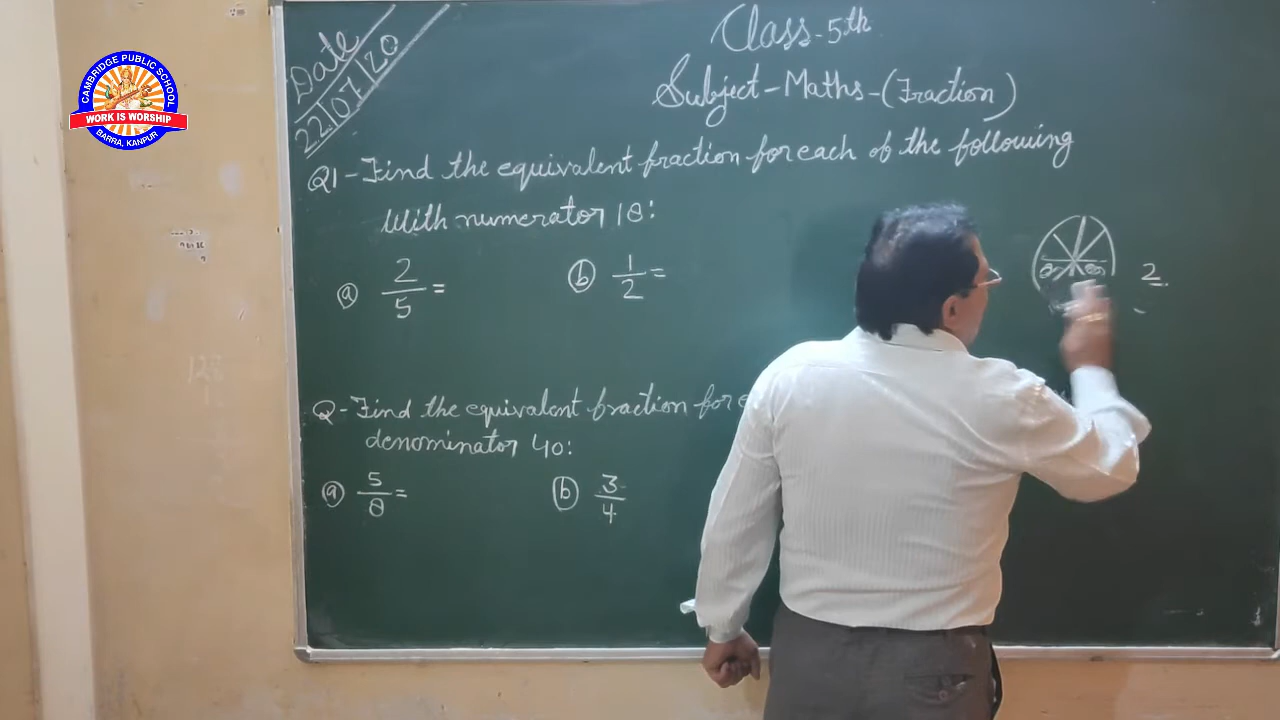 CAMBRIDGE PUBLIC SCHOOL
WORK IS WORSHIP
BARRA, KANPUR
Date
22/07/20
Class-5th
Subject-Maths-(Fraction)
Q1-Find the equivalent fraction for each of the following
With numerator 18:
(a) 2/5 = (b) 1/2 =
Q-Find the equivalent fraction for
denominator 40:
(a) 5/8 = (b) 3/4
2